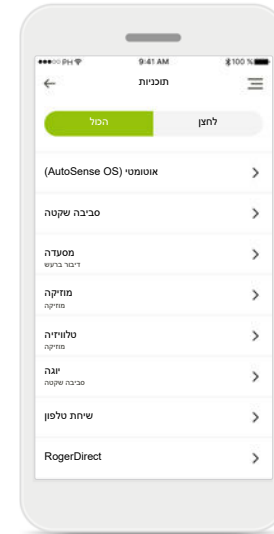 ●●●○○ PH 9:41 AM 100 %
תוכניות
הכול לחצן
אוטומטי (AutoSense OS)
סביבה שקטה
מסעדה
דיבור ברעש
מוזיקה
מוזיקה
טלוויזיה
מוזיקה
יוגה
סביבה שקטה
שיחת טלפון
RogerDirect